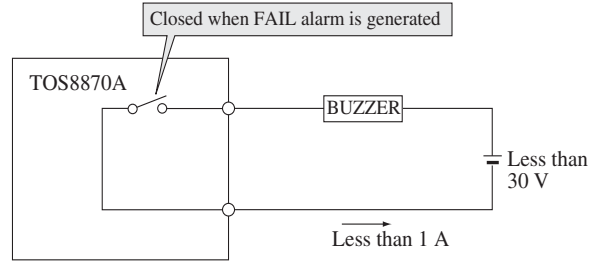 Closed when FAIL alarm is generated
TOS8870A
BUZZER
Less than
30 V
Less than 1 A